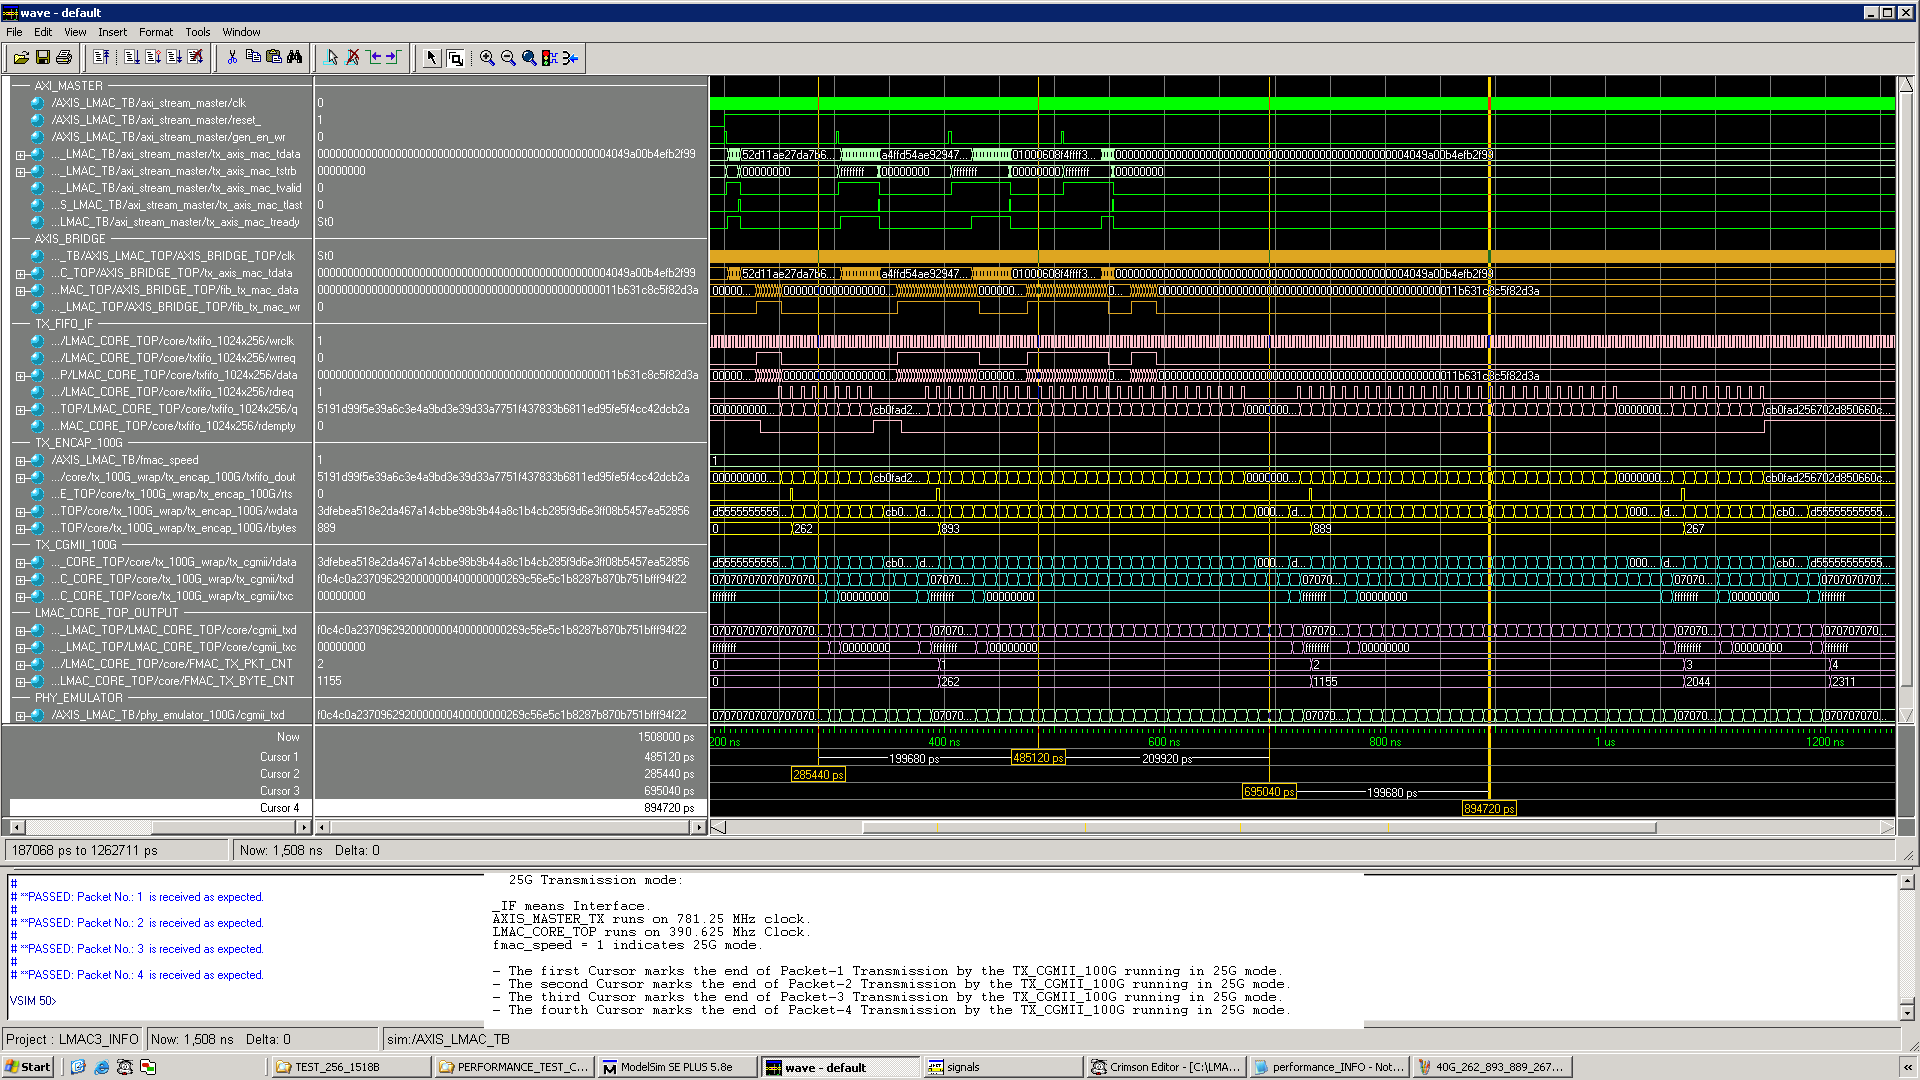 wave - default
File Edit View Insert Format Tools Window
AXI_MASTER
/AXIS_LMAC_TB/axi_stream_master/clk 0
/AXIS_LMAC_TB/axi_stream_master/reset_ 1
/AXIS_LMAC_TB/axi_stream_master/gen_en_wr 0
..._LMAC_TB/axi_stream_master/tx_axis_mac_tdata 52d11ae27da7b6... a4ffd54ae92947... 01000608f4ffff3...
..._LMAC_TB/axi_stream_master/tx_axis_mac_tstrb 00000000 00000000 ffffffff 00000000 ffffffff 00000000 ffffffff 00000000
..._LMAC_TB/axi_stream_master/tx_axis_mac_tvalid 0
...S_LMAC_TB/axi_stream_master/tx_axis_mac_tlast 0
...LMAC_TB/axi_stream_master/tx_axis_mac_tready St0
AXIS_BRIDGE
..._TB/AXIS_LMAC_TOP/AXIS_BRIDGE_TOP/clk St0
...C_TOP/AXIS_BRIDGE_TOP/tx_axis_mac_tdata 52d11ae27da7b6... a4ffd54ae92947... 01000608f4ffff3...
...MAC_TOP/AXIS_BRIDGE_TOP/fib_tx_mac_data 00000...
..._LMAC_TOP/AXIS_BRIDGE_TOP/fib_tx_mac_wr 0
TX_FIFO_IF
.../LMAC_CORE_TOP/core/txfifo_1024x256/wrclk 1
.../LMAC_CORE_TOP/core/txfifo_1024x256/wrreq 0
...P/LMAC_CORE_TOP/core/txfifo_1024x256/data 00000...
.../LMAC_CORE_TOP/core/txfifo_1024x256/rdreq 1
...TOP/LMAC_CORE_TOP/core/txfifo_1024x256/q 5191d99f5e39a6c3e4a9bd3e39d33a7751f437833b6811ed95fe5f4cc42dcb2a 000000000... cb0fad2... 0000000... 0000000... cb0fad256702d850660c...
...MAC_CORE_TOP/core/txfifo_1024x256/rdempty 0
TX_ENCAP_100G
/AXIS_LMAC_TB/fmac_speed 1 1
.../core/tx_100G_wrap/tx_encap_100G/txfifo_dout 5191d99f5e39a6c3e4a9bd3e39d33a7751f437833b6811ed95fe5f4cc42dcb2a 000000000... cb0fad2... 0000000... 0000000... cb0fad256702d850660c...
...E_TOP/core/tx_100G_wrap/tx_encap_100G/rts 0
...TOP/core/tx_100G_wrap/tx_encap_100G/wdata 3dfebea518e2da467a14cbbe98b9b44a8c1b4cb285f9d6e3ff08b5457ea52856 d5555555555... cb0... d... 000... d... 000... d... cb0... d55555555555...
...TOP/core/tx_100G_wrap/tx_encap_100G/rbytes 889 0 262 893 889 267
TX_CGMII_100G
..._CORE_TOP/core/tx_100G_wrap/tx_cgmii/rdata 3dfebea518e2da467a14cbbe98b9b44a8c1b4cb285f9d6e3ff08b5457ea52856 d5555555555... cb0... d... 000... d... 000... d... cb0... d5555555555...
...C_CORE_TOP/core/tx_100G_wrap/tx_cgmii/txd f0c4c0a2370962920000000400000000269c56e5c1b8287b870b751bfff94f22 07070707070707070... 07070... 07070... 07070... 0707070707...
...C_CORE_TOP/core/tx_100G_wrap/tx_cgmii/txc 00000000 ffffffff 00000000 ffffffff 00000000 ffffffff 00000000 ffffffff 00000000 ffffffff
LMAC_CORE_TOP_OUTPUT
..._LMAC_TOP/LMAC_CORE_TOP/core/cgmii_txd f0c4c0a2370962920000000400000000269c56e5c1b8287b870b751bfff94f22 07070707070707070... 07070... 07070... 07070... 070707070...
..._LMAC_TOP/LMAC_CORE_TOP/core/cgmii_txc 00000000 ffffffff 00000000 ffffffff 00000000 ffffffff 00000000 ffffffff 00000000 ffffffff
.../LMAC_CORE_TOP/core/FMAC_TX_PKT_CNT 2 0 1 2 3 4
...LMAC_CORE_TOP/core/FMAC_TX_BYTE_CNT 1155 0 262 1155 2044 2311
PHY_EMULATOR
/AXIS_LMAC_TB/phy_emulator_100G/cgmii_txd f0c4c0a2370962920000000400000000269c56e5c1b8287b870b751bfff94f22 07070707070707070... 07070... 07070... 07070... 070707070...
Now 1508000 ps 200 ns 400 ns 600 ns 800 ns 1 us 1200 ns
Cursor 1 485120 ps 199680 ps 485120 ps 209920 ps
Cursor 2 285440 ps 285440 ps
Cursor 3 695040 ps 695040 ps 199680 ps
Cursor 4 894720 ps 894720 ps
187068 ps to 1262711 ps Now: 1,508 ns Delta: 0
#
# **PASSED: Packet No.: 1 is received as expected.
#
# **PASSED: Packet No.: 2 is received as expected.
#
# **PASSED: Packet No.: 3 is received as expected.
#
# **PASSED: Packet No.: 4 is received as expected.
VSIM 50>
25G Transmission mode:
_IF means Interface.
AXIS_MASTER_TX runs on 781.25 MHz clock.
LMAC_CORE_TOP runs on 390.625 Mhz Clock.
fmac_speed = 1 indicates 25G mode.
- The first Cursor marks the end of Packet-1 Transmission by the TX_CGMII_100G running in 25G mode.
- The second Cursor marks the end of Packet-2 Transmission by the TX_CGMII_100G running in 25G mode.
- The third Cursor marks the end of Packet-3 Transmission by the TX_CGMII_100G running in 25G mode.
- The fourth Cursor marks the end of Packet-4 Transmission by the TX_CGMII_100G running in 25G mode.
Project : LMAC3_INFO Now: 1,508 ns Delta: 0 sim:/AXIS_LMAC_TB
Start TEST_256_1518B PERFORMANCE_TEST_C... ModelSim SE PLUS 5.8e wave - default signals Crimson Editor - [C:\LMA... performance_INFO - Not... 40G_262_893_889_267...